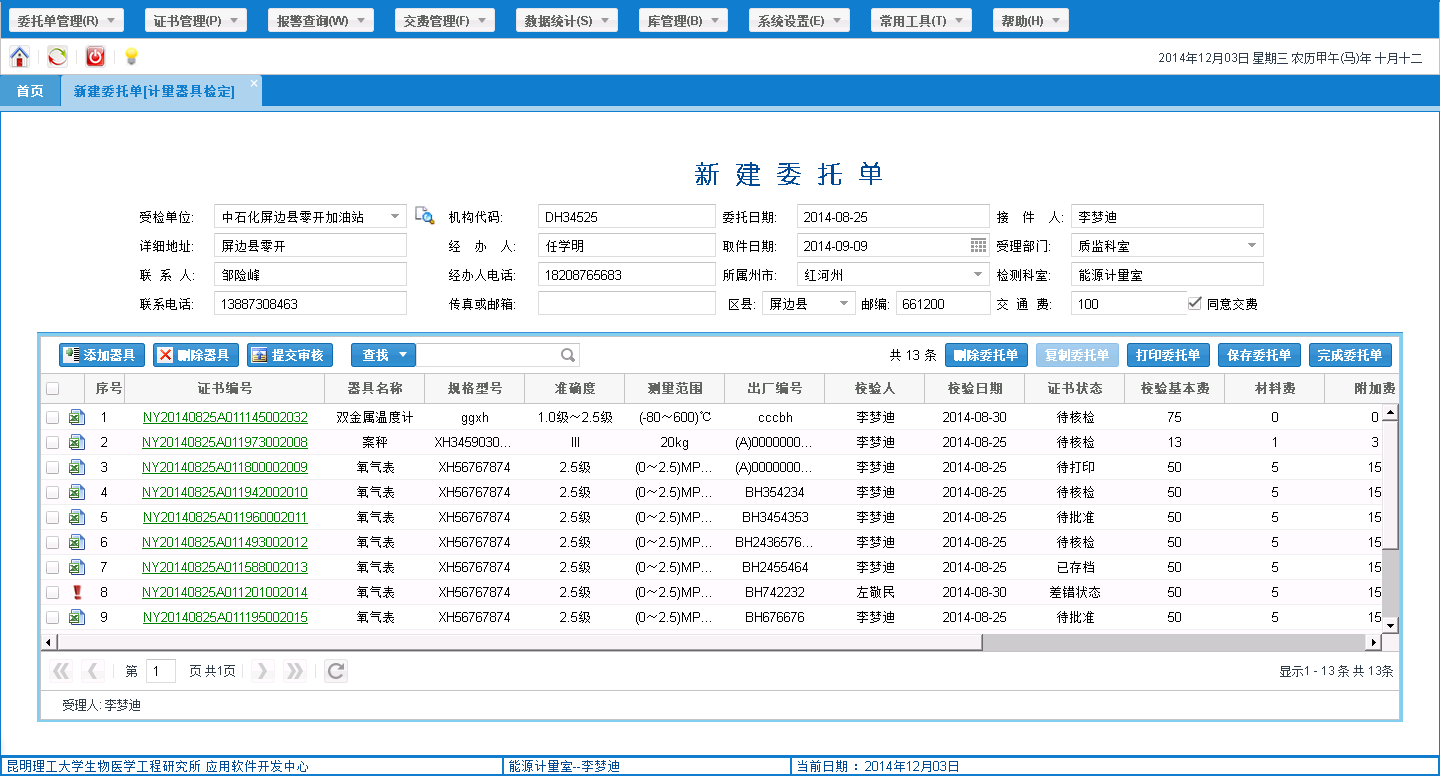 委托单管理(R) 证书管理(P) 报警查询(W) 交费管理(F) 数据统计(S) 库管理(B) 系统设置(E) 常用工具(T) 帮助(H)
2014年12月03日 星期三 农历甲午(马)年 十月十二
首页 新建委托单[计量器具检定]
新建委托单
受检单位: 中石化屏边县零开加油站 机构代码: DH34525 委托日期: 2014-08-25 接 件 人: 李梦迪
详细地址: 屏边县零开 经 办 人: 任学明 取件日期: 2014-09-09 受理部门: 质监科室
联 系 人: 邹险峰 经办人电话: 18208765683 所属州市: 红河州 检测科室: 能源计量室
联系电话: 13887308463 传真或邮箱: 区县: 屏边县 邮编: 661200 交 通 费: 100 同意交费
添加器具 删除器具 提交审核 查找 共 13 条 删除委托单 复制委托单 打印委托单 保存委托单 完成委托单
序号 证书编号 器具名称 规格型号 准确度 测量范围 出厂编号 校验人 校验日期 证书状态 校验基本费 材料费 附加费
1 NY20140825A011145002032 双金属温度计 ggxh 1.0级～2.5级 (-80～600)℃ cccbh 李梦迪 2014-08-30 待核检 75 0 0
2 NY20140825A011973002008 案秤 XH3459030... III 20kg (A)0000000... 李梦迪 2014-08-25 待核检 13 1 3
3 NY20140825A011800002009 氧气表 XH56767874 2.5级 (0～2.5)MP... (A)0000000... 李梦迪 2014-08-25 待打印 50 5 15
4 NY20140825A011942002010 氧气表 XH56767874 2.5级 (0～2.5)MP... BH354234 李梦迪 2014-08-25 待核检 50 5 15
5 NY20140825A011960002011 氧气表 XH56767874 2.5级 (0～2.5)MP... BH3454353 李梦迪 2014-08-25 待批准 50 5 15
6 NY20140825A011493002012 氧气表 XH56767874 2.5级 (0～2.5)MP... BH2436576... 李梦迪 2014-08-25 待核检 50 5 15
7 NY20140825A011588002013 氧气表 XH56767874 2.5级 (0～2.5)MP... BH2455464 李梦迪 2014-08-25 已存档 50 5 15
8 NY20140825A011201002014 氧气表 XH56767874 2.5级 (0～2.5)MP... BH742232 左敬民 2014-08-30 差错状态 50 5 15
9 NY20140825A011195002015 氧气表 XH56767874 2.5级 (0～2.5)MP... BH676676 李梦迪 2014-08-25 待批准 50 5 15
第 1 页 共1页 显示1 - 13 条 共 13条
受理人: 李梦迪
昆明理工大学生物医学工程研究所 应用软件开发中心 能源计量室--李梦迪 当前日期 ： 2014年12月03日